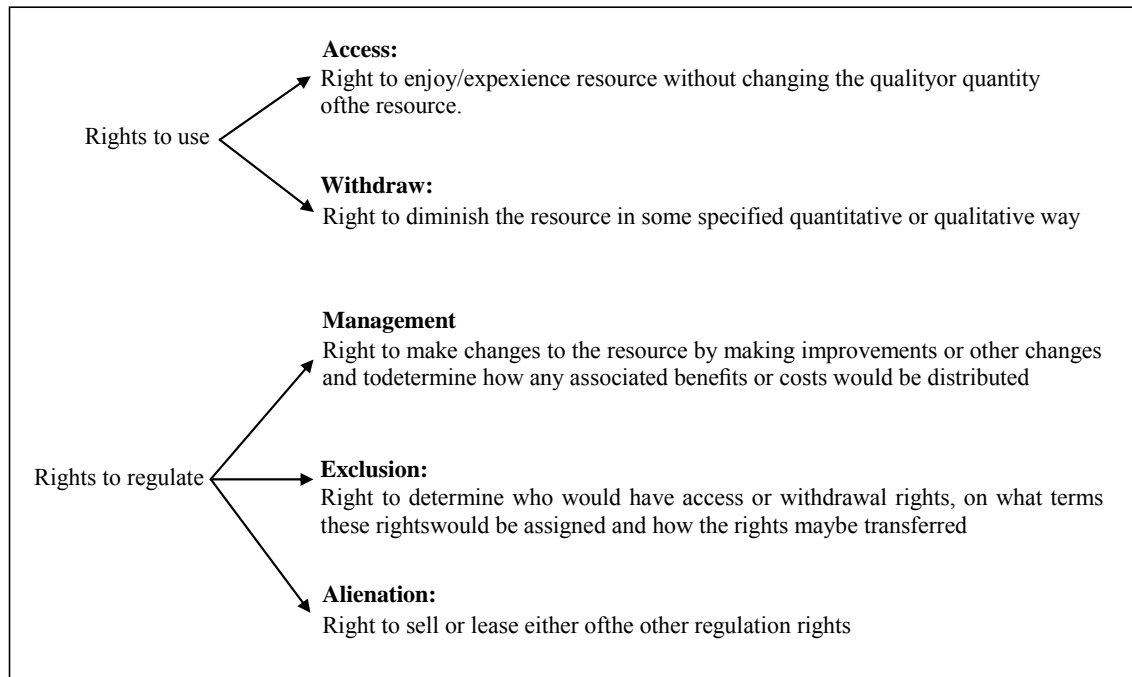 Access:
Right to enjoy/expexience resource without changing the qualityor quantity
ofthe resource.
Rights to use
Withdraw:
Right to diminish the resource in some specified quantitative or qualitative way
Management
Right to make changes to the resource by making improvements or other changes
and todetermine how any associated benefits or costs would be distributed
Rights to regulate
Exclusion:
Right to determine who would have access or withdrawal rights, on what terms
these rightswould be assigned and how the rights maybe transferred
Alienation:
Right to sell or lease either ofthe other regulation rights